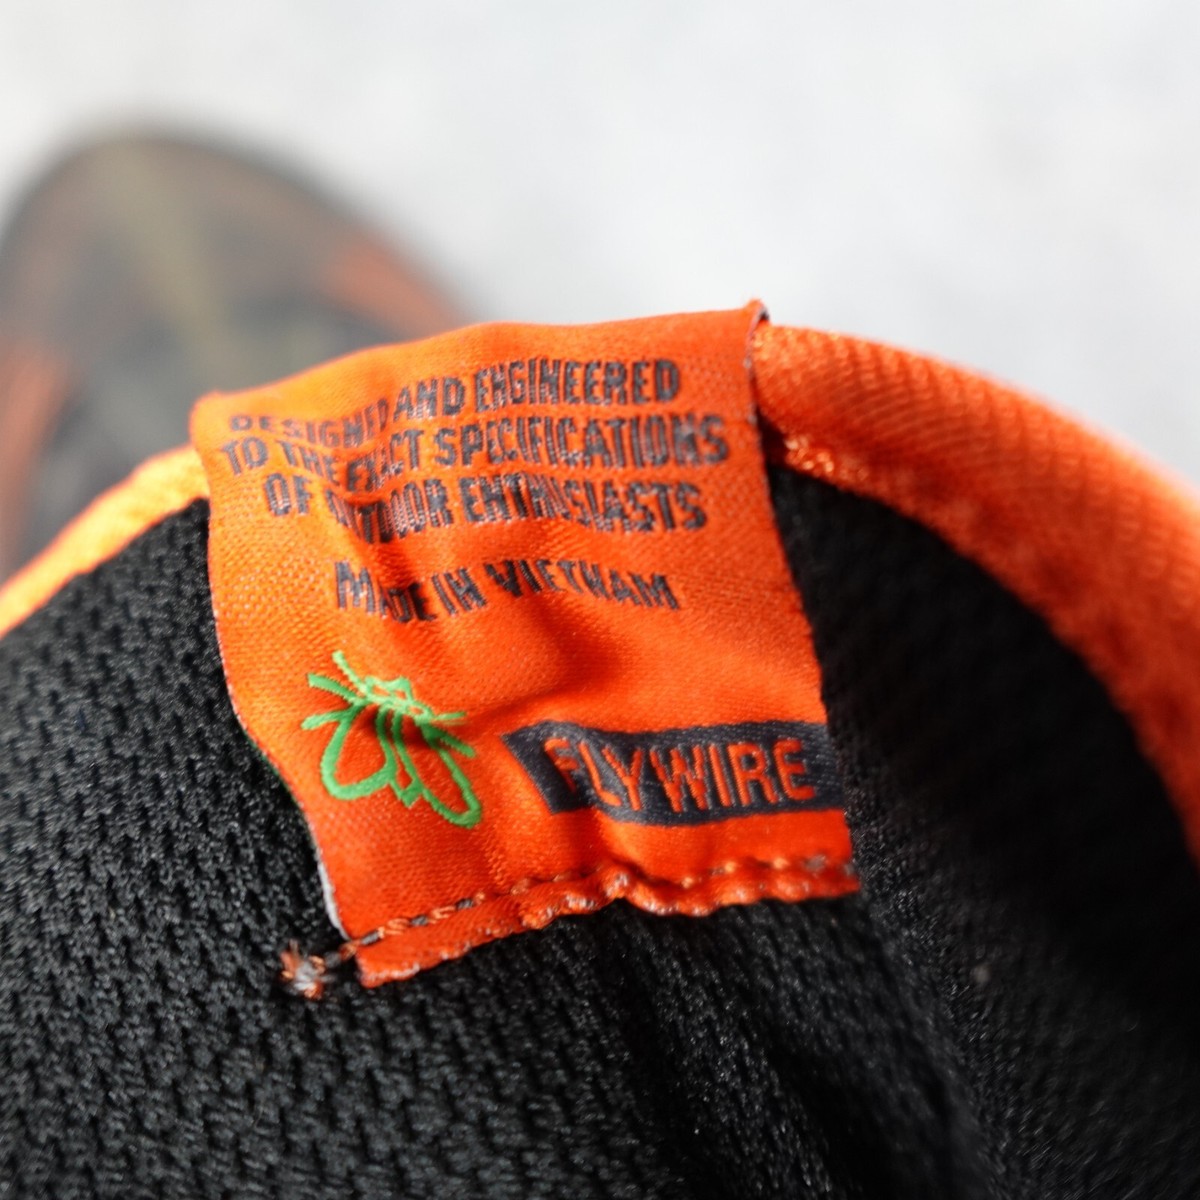 DESIGNED AND ENGINEERED
TO THE EXACT SPECIFICATIONS
OF OUTDOOR ENTHUSIASTS
MADE IN VIETNAM
FLYWIRE